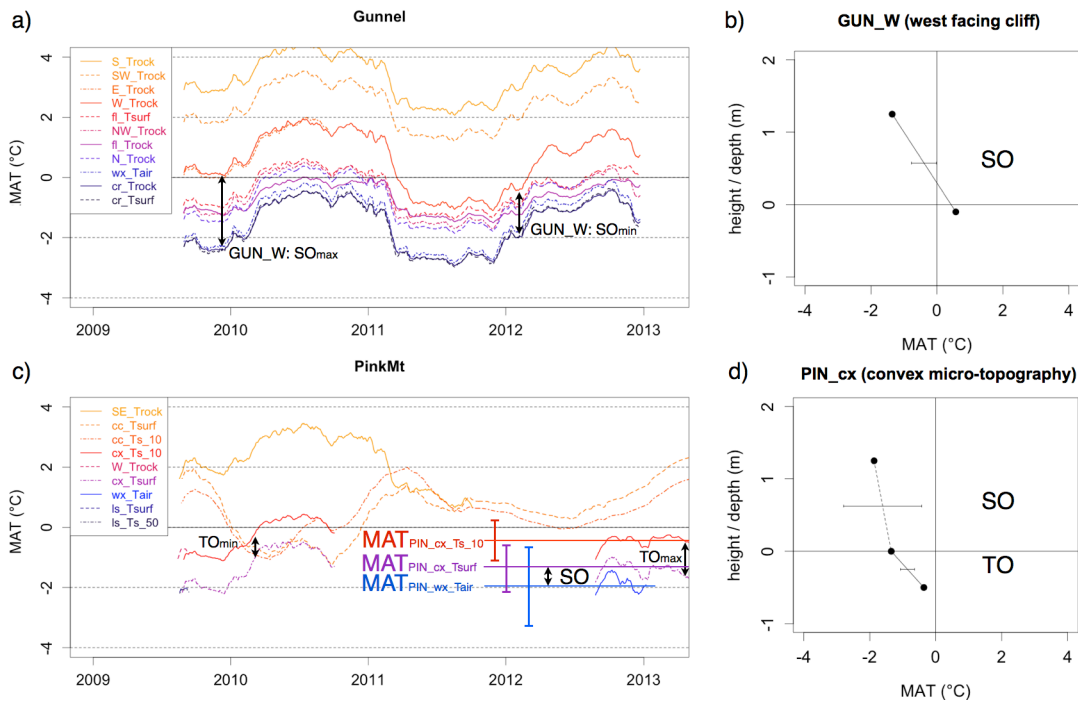 a)
Gunnel
MAT (°C)
4
2
0
-2
-4
S_Trock
SW_Trock
E_Trock
W_Trock
fl_Tsurf
NW_Trock
fl_Trock
N_Trock
wx_Tair
cr_Trock
cr_Tsurf
GUN_W: SOmax
GUN_W: SOmin
2009 2010 2011 2012 2013
b)
GUN_W (west facing cliff)
height / depth (m)
2
1
0
-1
SO
-4 -2 0 2 4
MAT (°C)
c)
PinkMt
MAT (°C)
4
2
0
-2
-4
SE_Trock
cc_Tsurf
cc_Ts_10
cx_Ts_10
W_Trock
cx_Tsurf
wx_Tair
ls_Tsurf
ls_Ts_50
TOmin
MATPIN_cx_Ts_10
MATPIN_cx_Tsurf
MATPIN_wx_Tair
SO
TOmax
2009 2010 2011 2012 2013
d)
PIN_cx (convex micro-topography)
height / depth (m)
2
1
0
-1
SO
TO
-4 -2 0 2 4
MAT (°C)